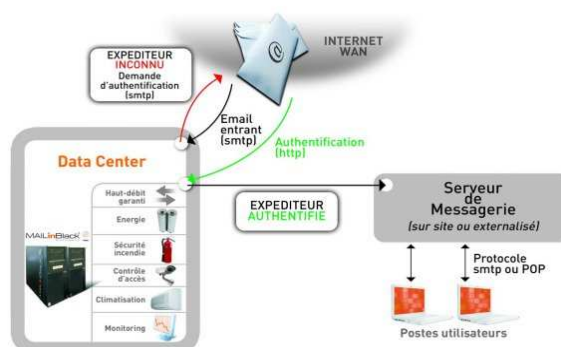 INTERNET
WAN
EXPEDITEUR
INCONNU
Demande
d'authentification
(smtp)
@
Email
entrant
(smtp)
Authentification
(http)
Data Center
Haut-débit
garanti
Energie
Sécurité
incendie
Contrôle
d'accès
Climatisation
Monitoring
MAILinBlack
EXPEDITEUR
AUTHENTIFIÉ
Serveur
de
Messagerie
(sur site ou externalisé)
Protocole
smtp ou POP
Postes utilisateurs